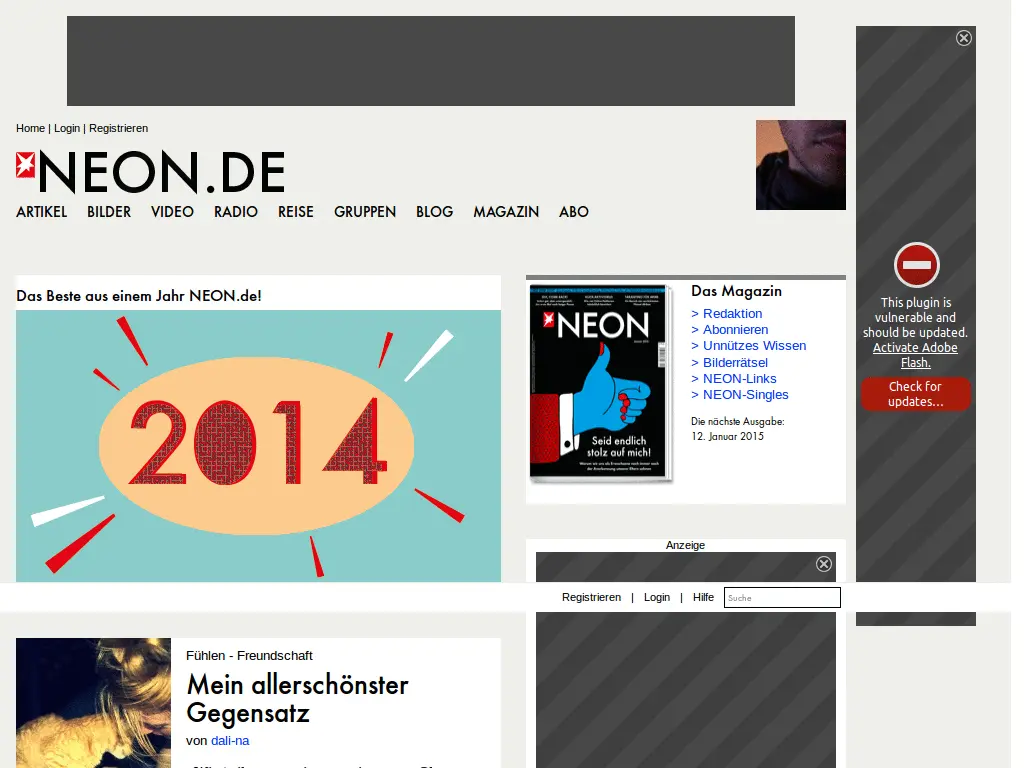 Home | Login | Registrieren
NEON.DE
ARTIKEL BILDER VIDEO RADIO REISE GRUPPEN BLOG MAGAZIN ABO
Das Beste aus einem Jahr NEON.de!
2014
NEON
Seid endlich
stolz auf mich!
Das Magazin
> Redaktion
> Abonnieren
> Unnützes Wissen
> Bilderrätsel
> NEON-Links
> NEON-Singles
Die nächste Ausgabe:
12. Januar 2015
This plugin is
vulnerable and
should be updated.
Activate Adobe
Flash.
Check for
updates...
Anzeige
Registrieren | Login | Hilfe Suche
Fühlen - Freundschaft
Mein allerschönster
Gegensatz
von dali-na